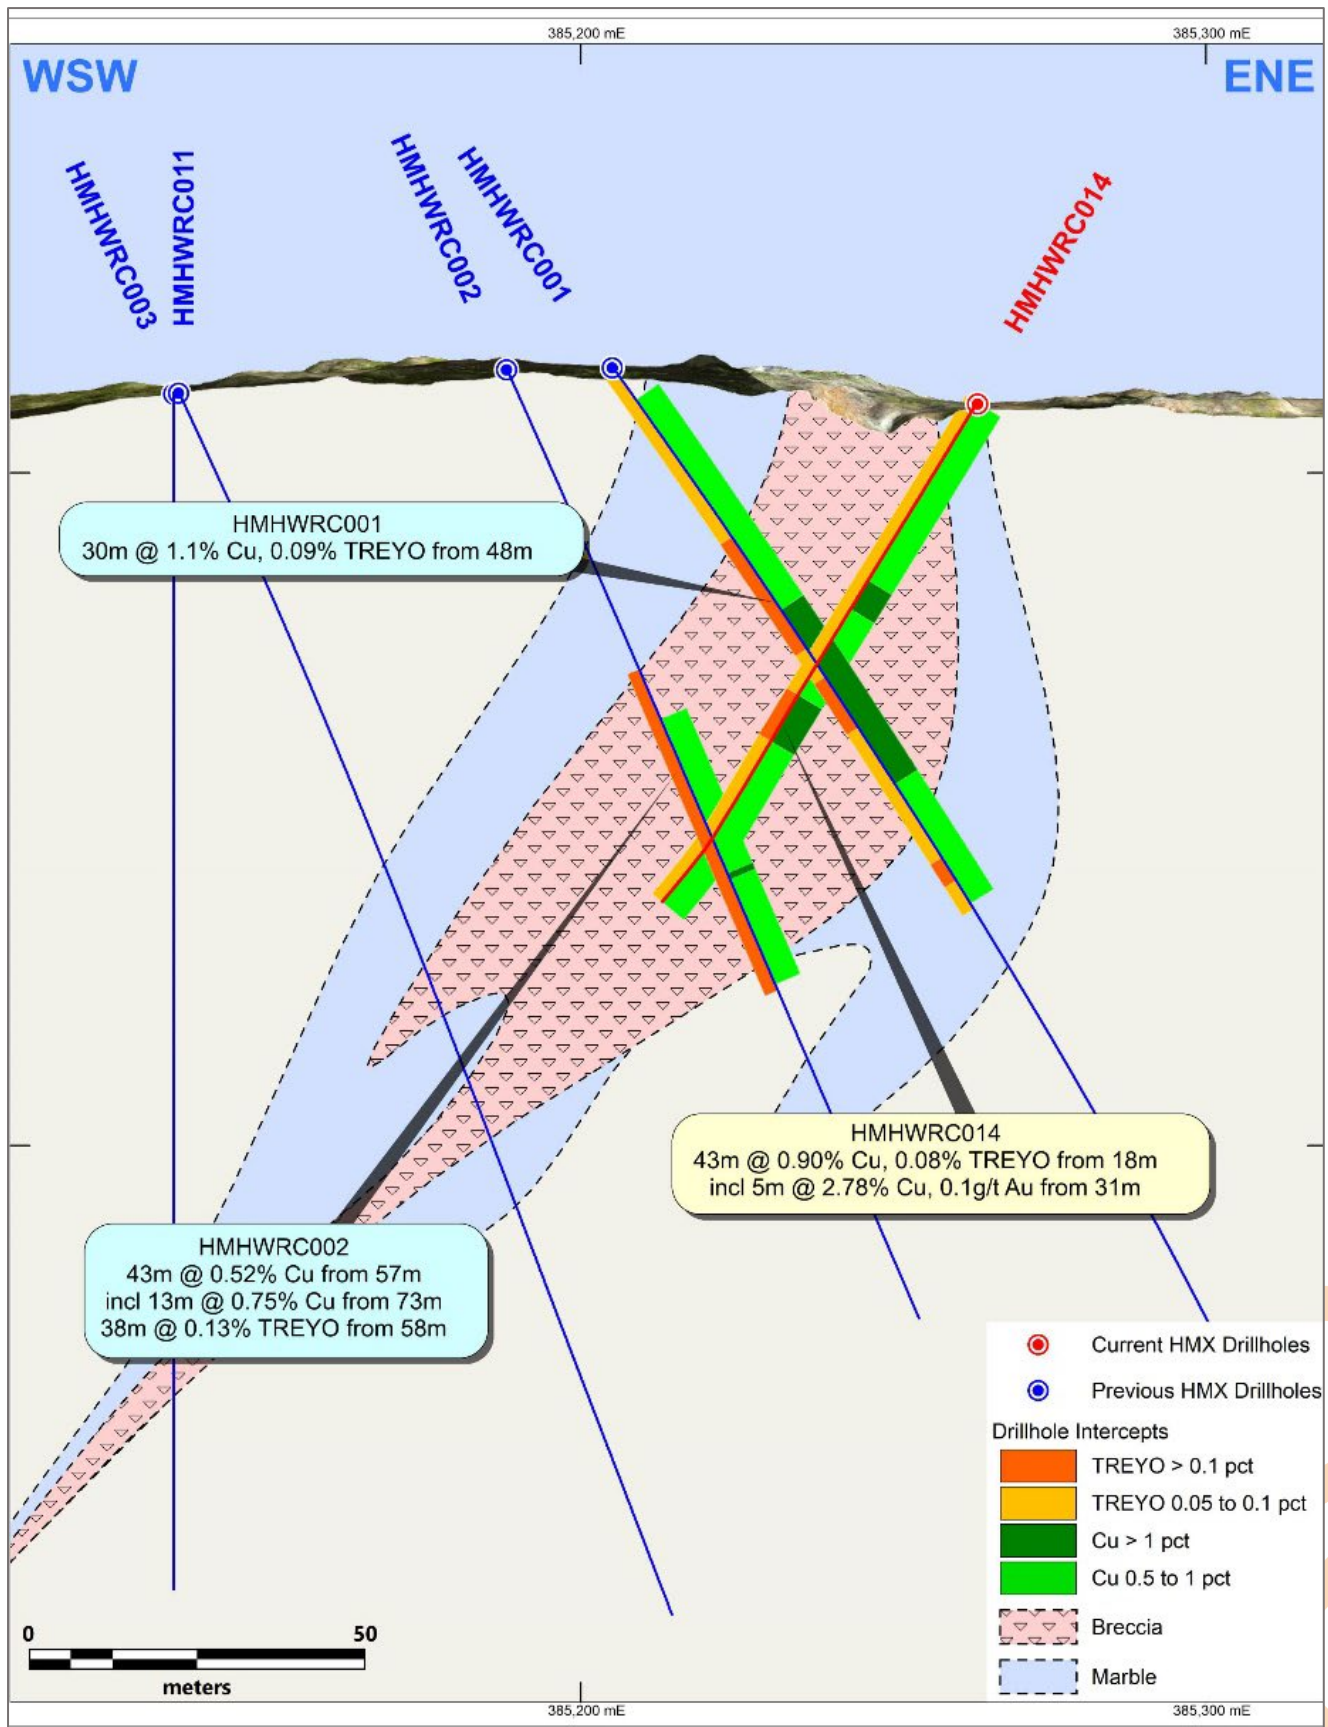 385,200 mE
385,300 mE
WSW
ENE
HMHWRC003
HMHWRC011
HMHWRC002
HMHWRC001
HMHWRC014
HMHWRC001
30m @ 1.1% Cu, 0.09% TREYO from 48m
HMHWRC014
43m @ 0.90% Cu, 0.08% TREYO from 18m
incl 5m @ 2.78% Cu, 0.1g/t Au from 31m
HMHWRC002
43m @ 0.52% Cu from 57m
incl 13m @ 0.75% Cu from 73m
38m @ 0.13% TREYO from 58m
Current HMX Drillholes
Previous HMX Drillholes
Drillhole Intercepts
TREYO > 0.1 pct
TREYO 0.05 to 0.1 pct
Cu > 1 pct
Cu 0.5 to 1 pct
Breccia
Marble
0 50
meters
385,200 mE
385,300 mE